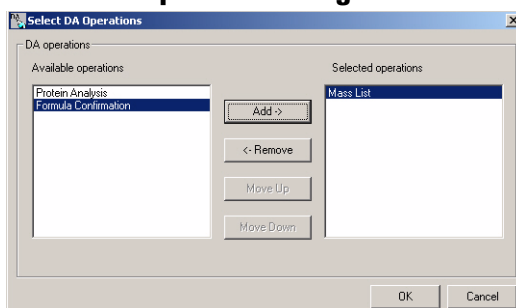 Select DA Operations
DA operations
Available operations
Selected operations
Protein Analysis
Formula Confirmation
Mass List
Add ->
<- Remove
Move Up
Move Down
OK
Cancel